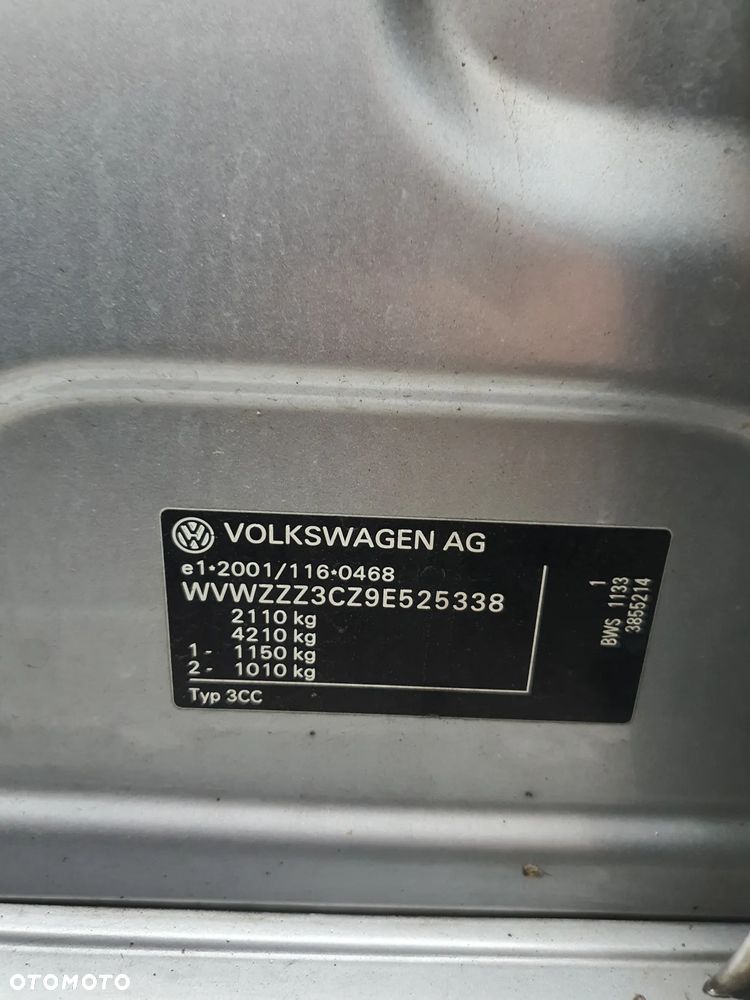 VOLKSWAGEN AG
e1*2001/116*0468
WVWZZZ3CZ9E525338
2110 kg
4210 kg
1 - 1150 kg
2 - 1010 kg
Typ 3CC
1
BWS 1133
3855214
OTOMOTO